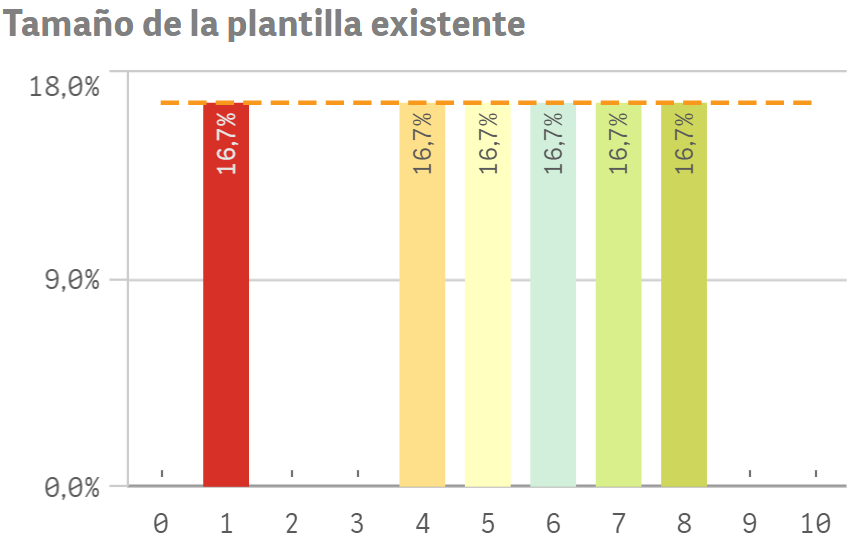 Tamaño de la plantilla existente
18,0%
16,7% 16,7% 16,7% 16,7% 16,7% 16,7%
9,0%
0,0%
0 1 2 3 4 5 6 7 8 9 10